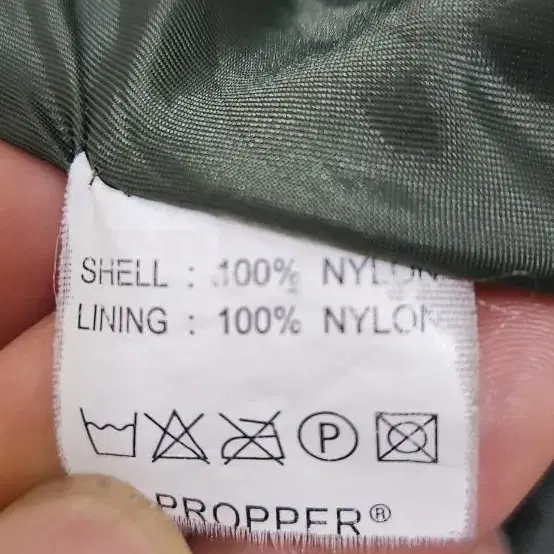 SHELL : 100% NYLON
LINING : 100% NYLON
P
PROPPER®